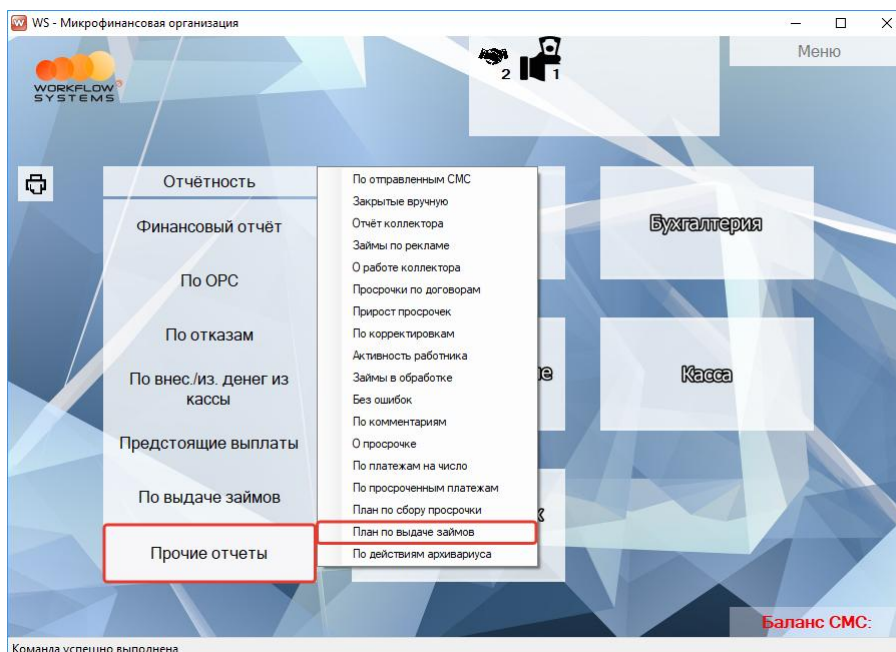 WS - Микрофинансовая организация
WORKFLOW
SYSTEMS
2
1
Меню
Отчётность
Финансовый отчёт
По ОРС
По отказам
По внес./из. денег из
кассы
Предстоящие выплаты
По выдаче займов
Прочие отчеты
По отправленным СМС
Закрытые вручную
Отчёт коллектора
Займы по рекламе
О работе коллектора
Просрочки по договорам
Прирост просрочек
По корректировкам
Активность работника
Займы в обработке
Без ошибок
По комментариям
О просрочке
По платежам на число
По просроченным платежам
План по сбору просрочки
План по выдаче займов
По действиям архивариуса
Бухгалтерия
Касса
Баланс СМС:
Команда успешно выполнена